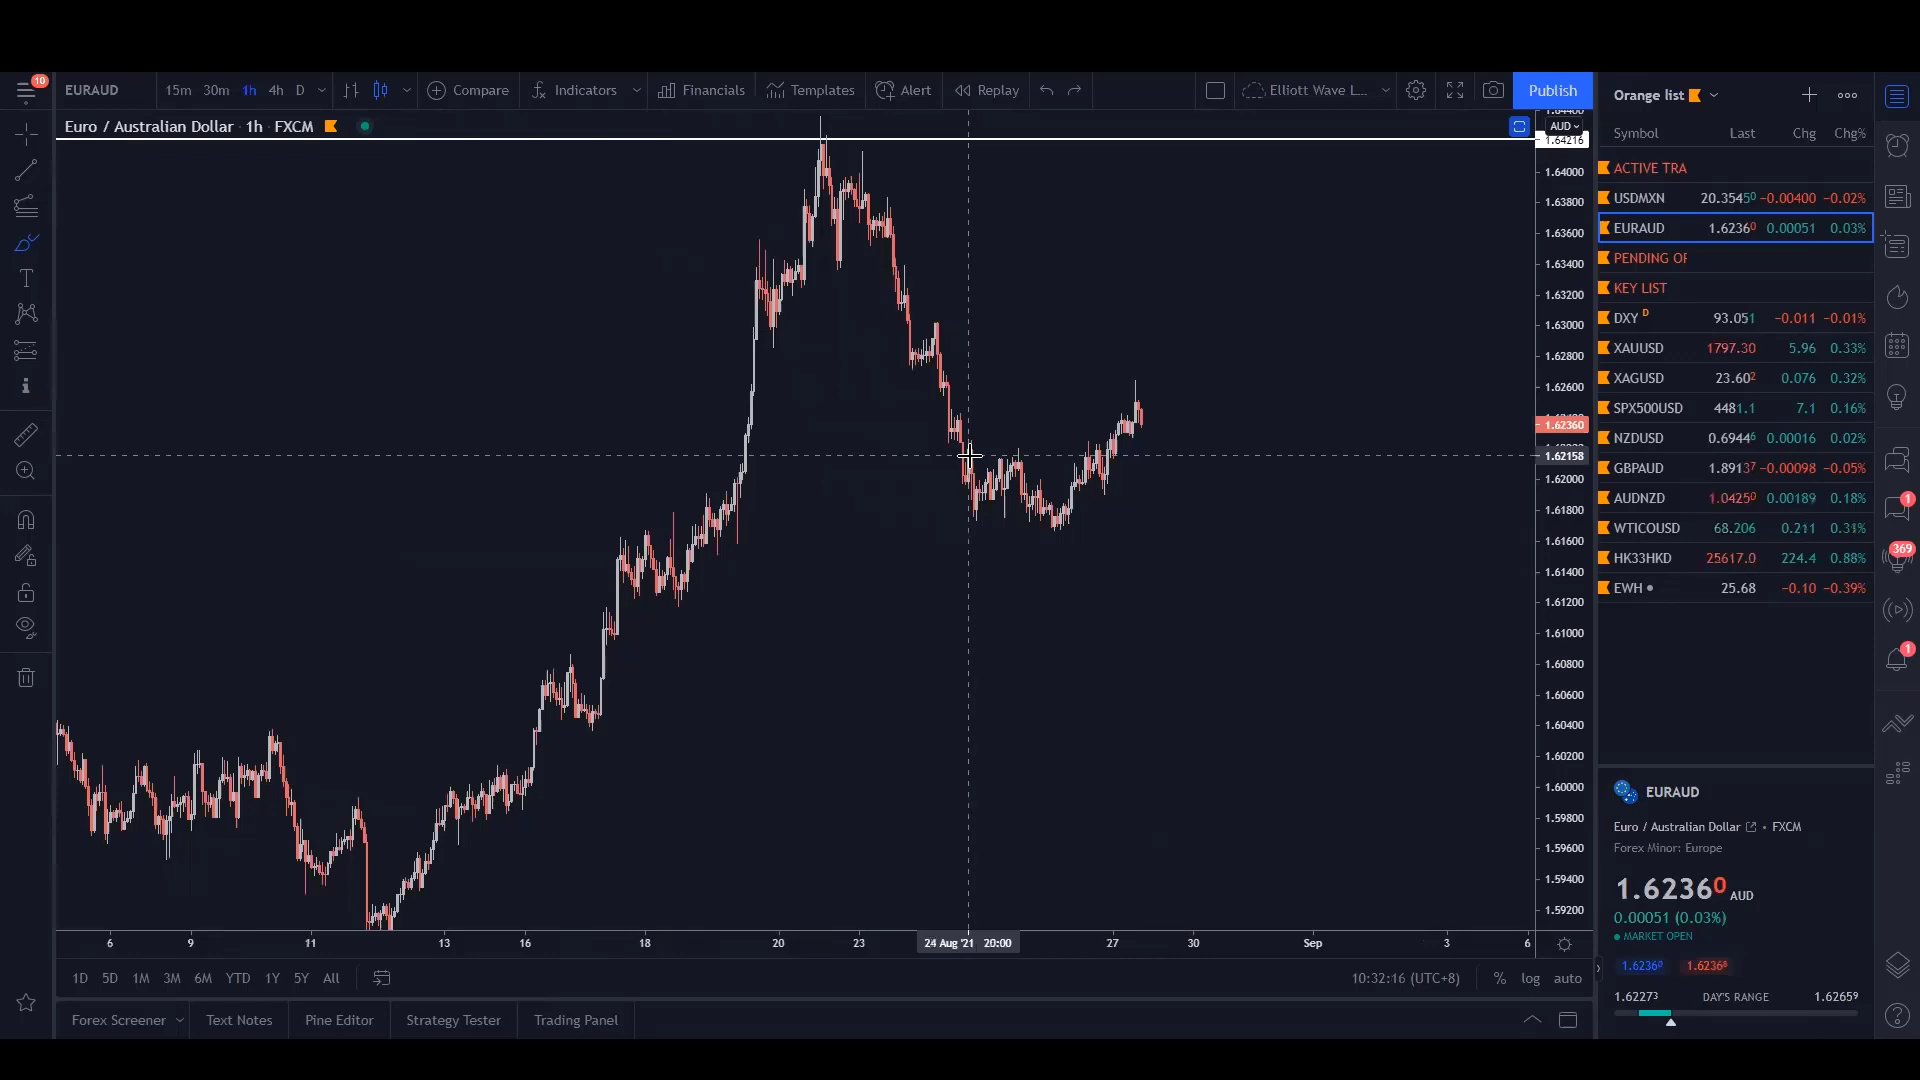 10
EURAUD 15m 30m 1h 4h D Compare Indicators Financials Templates Alert Replay Elliott Wave L... Publish
Euro / Australian Dollar · 1h · FXCM
AUD
1.64216
1.64000
1.63800
1.63600
1.63400
1.63200
1.63000
1.62800
1.62600
1.62360
1.62158
1.62000
1.61800
1.61600
1.61400
1.61200
1.61000
1.60800
1.60600
1.60400
1.60200
1.60000
1.59800
1.59600
1.59400
1.59200
6 9 11 13 16 18 20 23 24 Aug '21 20:00 27 30 Sep 3 6
1D 5D 1M 3M 6M YTD 1Y 5Y All 10:32:16 (UTC+8) % log auto
Forex Screener Text Notes Pine Editor Strategy Tester Trading Panel
Orange list
Symbol Last Chg Chg%
ACTIVE TRA
USDMXN 20.35450 −0.00400 −0.02%
EURAUD 1.62360 0.00051 0.03%
PENDING OF
KEY LIST
DXY D 93.051 −0.011 −0.01%
XAUUSD 1797.30 5.96 0.33%
XAGUSD 23.602 0.076 0.32%
SPX500USD 4481.1 7.1 0.16%
NZDUSD 0.69446 0.00016 0.02%
GBPAUD 1.89137 −0.00098 −0.05%
AUDNZD 1.04250 0.00189 0.18%
WTICOUSD 68.206 0.211 0.31%
HK33HKD 25617.0 224.4 0.88%
EWH 25.68 −0.10 −0.39%
EURAUD
Euro / Australian Dollar • FXCM
Forex Minor: Europe
1.62360 AUD
0.00051 (0.03%)
MARKET OPEN
1.62360 1.62368
1.62273 DAY'S RANGE 1.62659
1
369
1